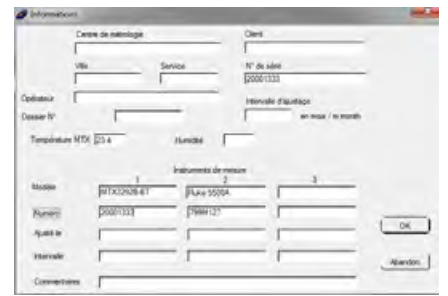 Informations
Centre de métrologie
Client
Ville
Service
N° de série
20001333
Opérateur
Intervalle d'ajustage
Dossier N°
en mois / in month
Température MTX 23.4
Humidité
Instruments de mesure
1 2 3
Modèle MTX3292B-BT Fluke 5500A
Numéro 20001333
Ajusté le
OK
Intervalle
Abandon
Commentaires